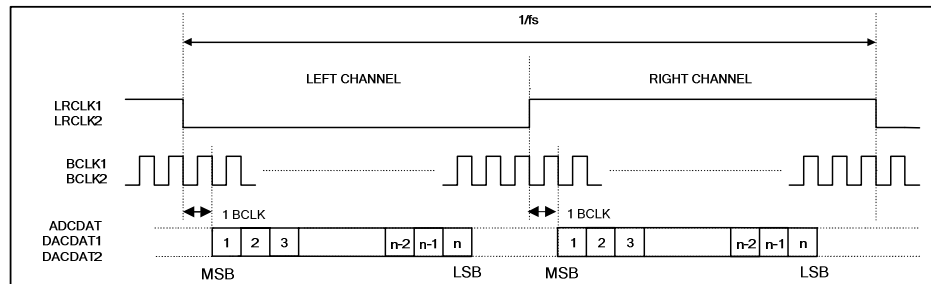 1/fs
LEFT CHANNEL RIGHT CHANNEL
LRCLK1
LRCLK2
BCLK1
BCLK2
1 BCLK 1 BCLK
ADCDAT
DACDAT1
DACDAT2
1 2 3 n-2 n-1 n 1 2 3 n-2 n-1 n
MSB LSB MSB LSB